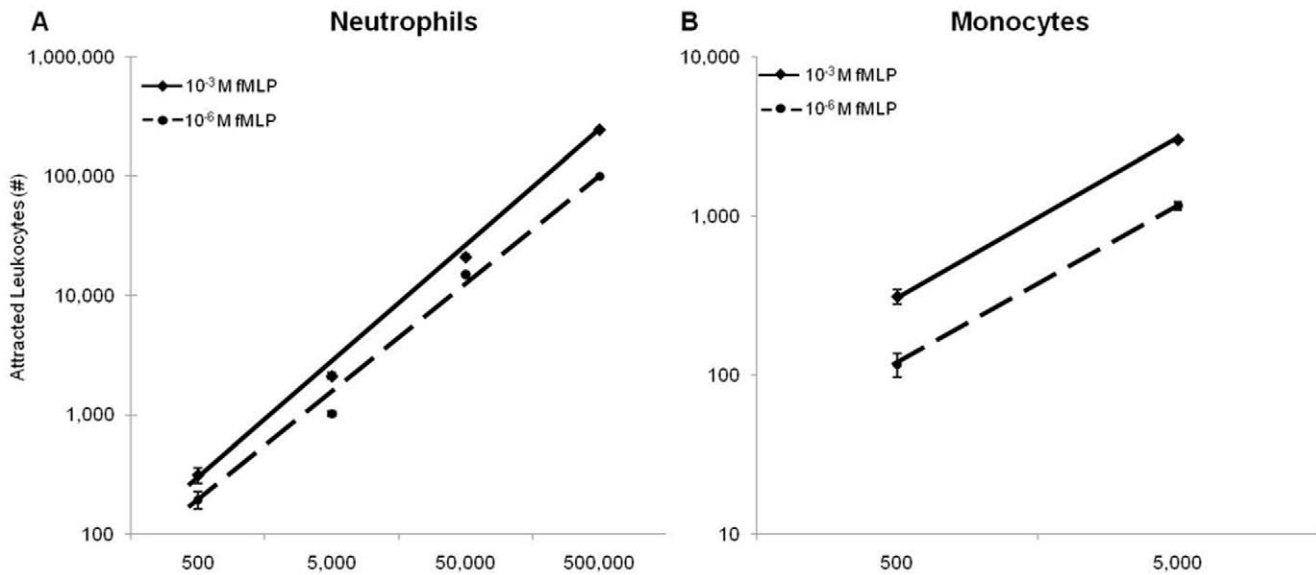 A
Neutrophils
1,000,000
100,000
10,000
1,000
100
Attracted Leukocytes (#)
10⁻³ M fMLP
10⁻⁶ M fMLP
500
5,000
50,000
500,000
B
Monocytes
10,000
1,000
100
10
10⁻³ M fMLP
10⁻⁶ M fMLP
500
5,000